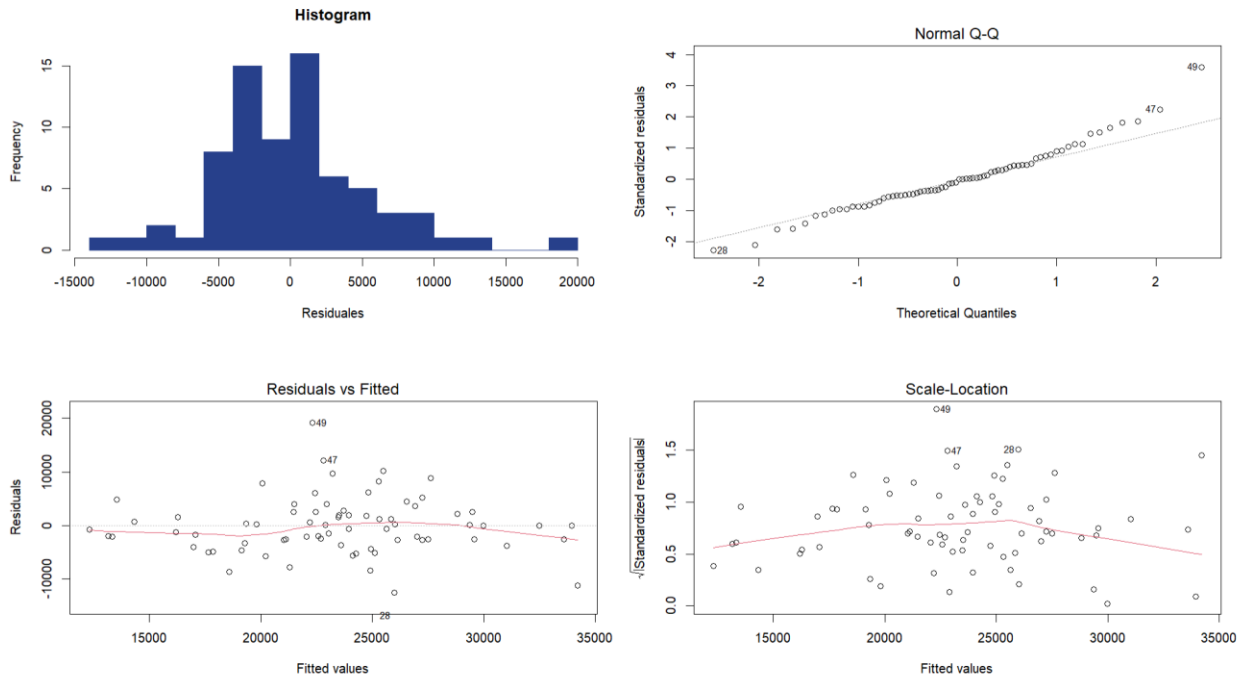 Histogram
Frequency
15
10
5
0
-15000 -10000 -5000 0 5000 10000 15000 20000
Residuales
Normal Q-Q
Standardized residuals
4
3
2
1
0
-1
-2
49
47
28
-2 -1 0 1 2
Theoretical Quantiles
Residuals vs Fitted
Residuals
20000
10000
0
-10000
49
47
28
15000 20000 25000 30000 35000
Fitted values
Scale-Location
√|Standardized residuals|
1.5
1.0
0.5
0.0
49
47
28
15000 20000 25000 30000 35000
Fitted values